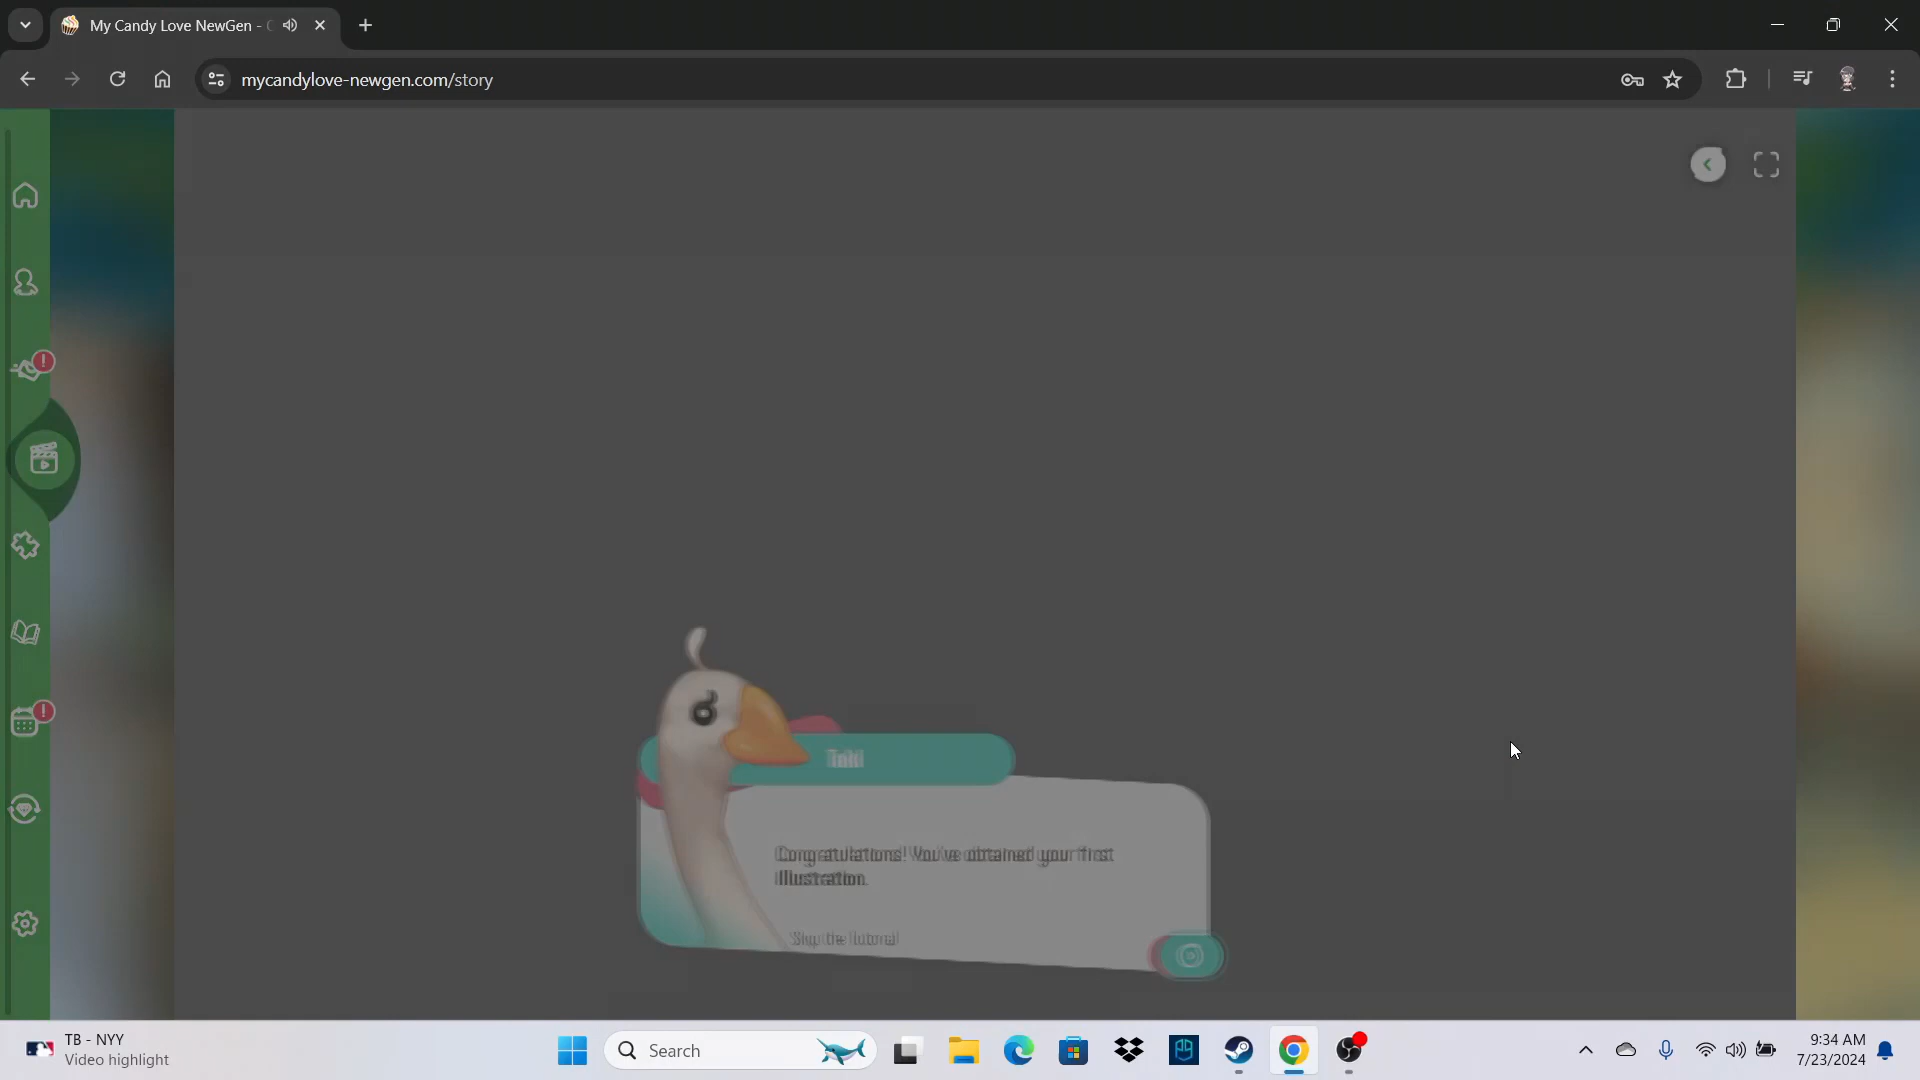 My Candy Love NewGen -
mycandylove-newgen.com/story
!
Taki
Congratulations! You've obtained your first
Illustration.
Skip the tutorial
!
TB - NYY
Video highlight
Search
9:34 AM
7/23/2024